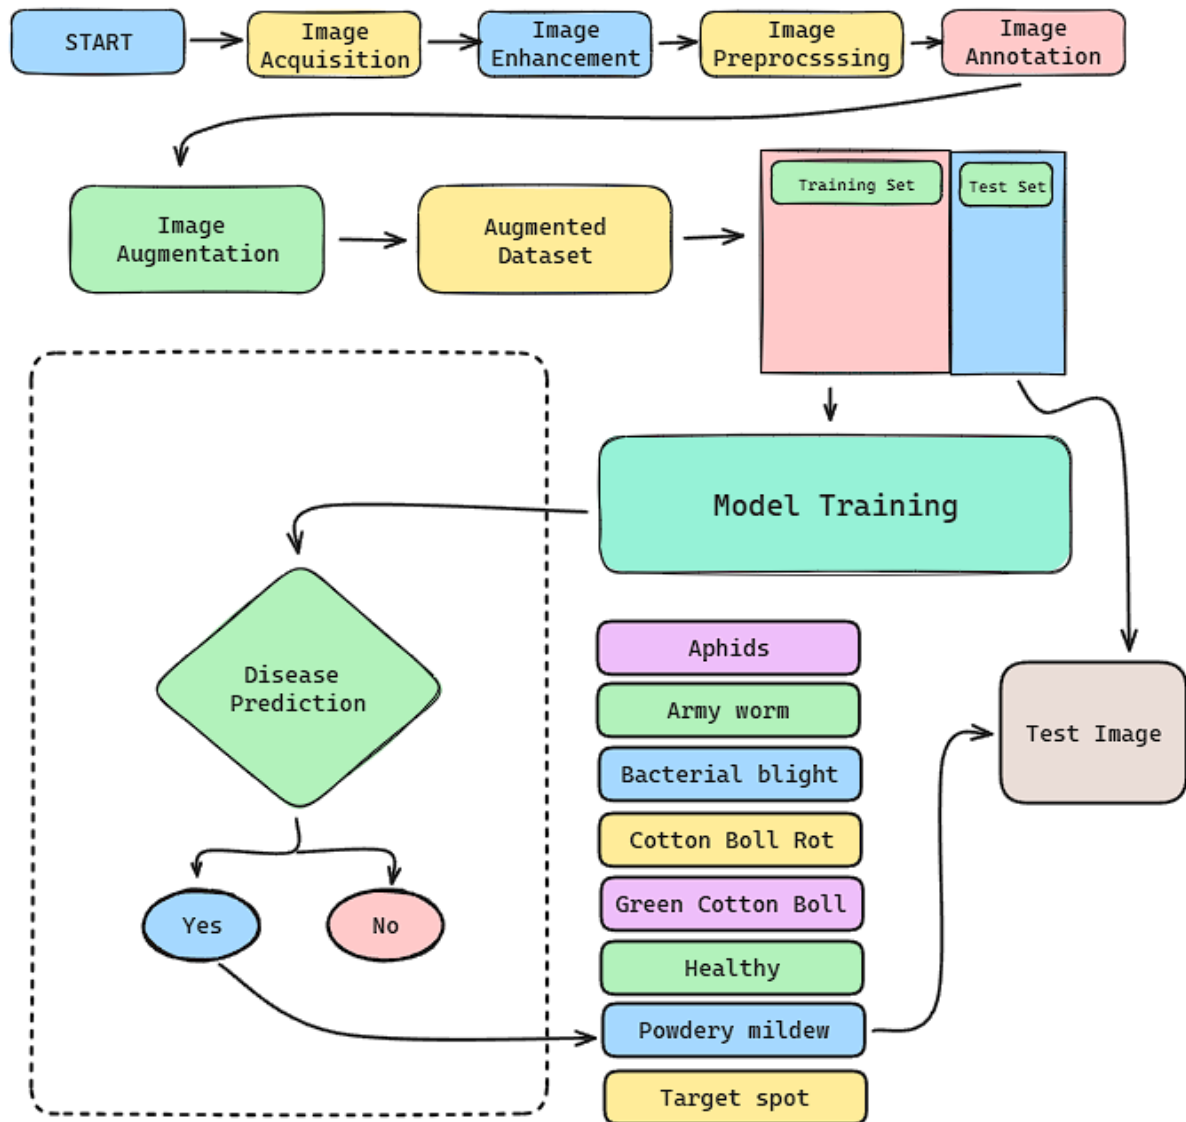 START
Image
Acquisition
Image
Enhancement
Image
Preprocsssing
Image
Annotation
Image
Augmentation
Augmented
Dataset
Training Set
Test Set
Model Training
Disease
Prediction
Yes
No
Aphids
Army worm
Bacterial blight
Cotton Boll Rot
Green Cotton Boll
Healthy
Powdery mildew
Target spot
Test Image